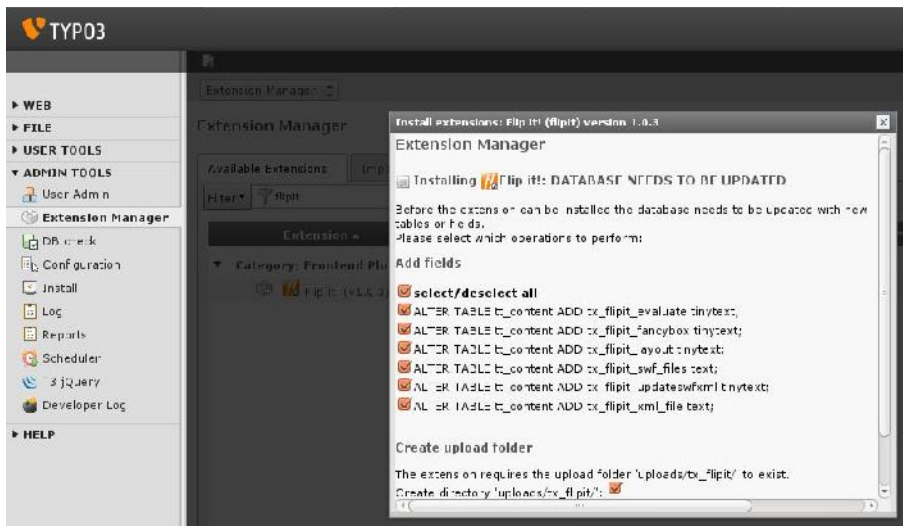 TYPO3
Extension Manager
WEB
FILE
USER TOOLS
ADMIN TOOLS
User Admin
Extension Manager
DB check
Configuration
Install
Log
Reports
Scheduler
T3 jQuery
Developer Log
HELP
Extension Manager
Available Extensions
Filter
flipit
Extension
Category: Frontend
Flip it! (v1.0.3)
Install extensions: Flip it! (flipit) version 1.0.3
Extension Manager
Installing Flip it!: DATABASE NEEDS TO BE UPDATED
Before the extension can be installed the database needs to be updated with new
tables or fields.
Please select which operations to perform:
Add fields
select/deselect all
ALTER TABLE tt_content ADD tx_flipit_evaluate tinytext;
ALTER TABLE tt_content ADD tx_flipit_fancybox tinytext;
ALTER TABLE tt_content ADD tx_flipit_layout tinytext;
ALTER TABLE tt_content ADD tx_flipit_swf_files text;
ALTER TABLE tt_content ADD tx_flipit_updateswfxml tinytext;
ALTER TABLE tt_content ADD tx_flipit_xml_file text;
Create upload folder
The extension requires the upload folder 'uploads/tx_flipit/' to exist.
Create directory 'uploads/tx_flipit/':